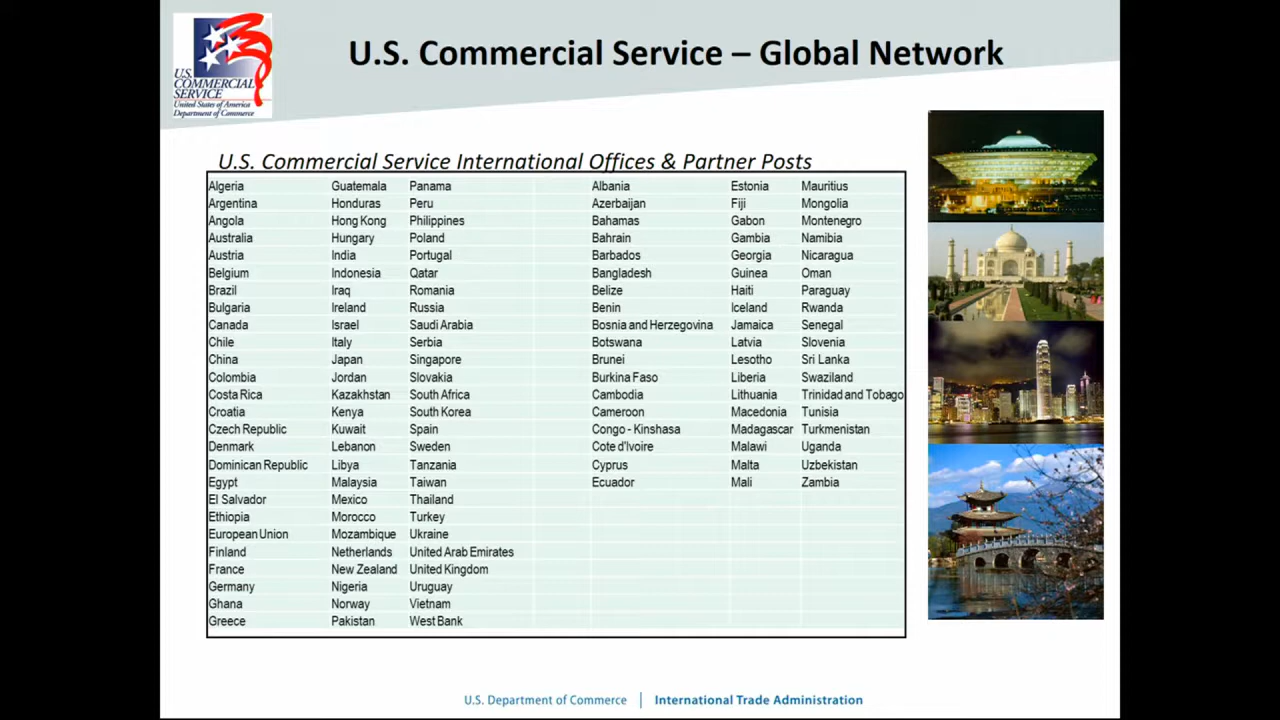 U.S. COMMERCIAL SERVICE
United States of America
Department of Commerce
U.S. Commercial Service – Global Network
U.S. Commercial Service International Offices & Partner Posts
Algeria Guatemala Panama Albania Estonia Mauritius
Argentina Honduras Peru Azerbaijan Fiji Mongolia
Angola Hong Kong Philippines Bahamas Gabon Montenegro
Australia Hungary Poland Bahrain Gambia Namibia
Austria India Portugal Barbados Georgia Nicaragua
Belgium Indonesia Qatar Bangladesh Guinea Oman
Brazil Iraq Romania Belize Haiti Paraguay
Bulgaria Ireland Russia Benin Iceland Rwanda
Canada Israel Saudi Arabia Bosnia and Herzegovina Jamaica Senegal
Chile Italy Serbia Botswana Latvia Slovenia
China Japan Singapore Brunei Lesotho Sri Lanka
Colombia Jordan Slovakia Burkina Faso Liberia Swaziland
Costa Rica Kazakhstan South Africa Cambodia Lithuania Trinidad and Tobago
Croatia Kenya South Korea Cameroon Macedonia Tunisia
Czech Republic Kuwait Spain Congo - Kinshasa Madagascar Turkmenistan
Denmark Lebanon Sweden Cote d'Ivoire Malawi Uganda
Dominican Republic Libya Tanzania Cyprus Malta Uzbekistan
Egypt Malaysia Taiwan Ecuador Mali Zambia
El Salvador Mexico Thailand
Ethiopia Morocco Turkey
European Union Mozambique Ukraine
Finland Netherlands United Arab Emirates
France New Zealand United Kingdom
Germany Nigeria Uruguay
Ghana Norway Vietnam
Greece Pakistan West Bank
U.S. Department of Commerce | International Trade Administration